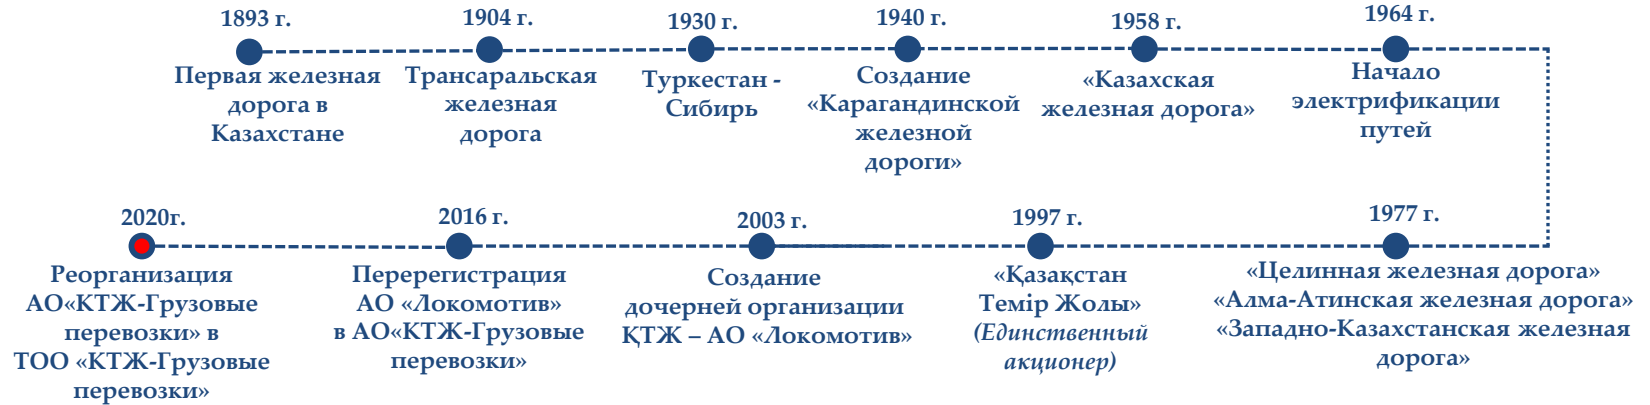 1893 г.
Первая железная
дорога в
Казахстане
1904 г.
Трансаральская
железная
дорога
1930 г.
Туркестан -
Сибирь
1940 г.
Создание
«Карагандинской
железной
дороги»
1958 г.
«Казахская
железная дорога»
1964 г.
Начало
электрификации
путей
1977 г.
«Целинная железная дорога»
«Алма-Атинская железная дорога»
«Западно-Казахстанская железная
дорога»
1997 г.
«Қазақстан
Темір Жолы»
(Единственный
акционер)
2003 г.
Создание
дочерней организации
ҚТЖ – АО «Локомотив»
2016 г.
Перерегистрация
АО «Локомотив»
в АО«КТЖ-Грузовые
перевозки»
2020г.
Реорганизация
АО«КТЖ-Грузовые
перевозки» в
ТОО «КТЖ-Грузовые
перевозки»